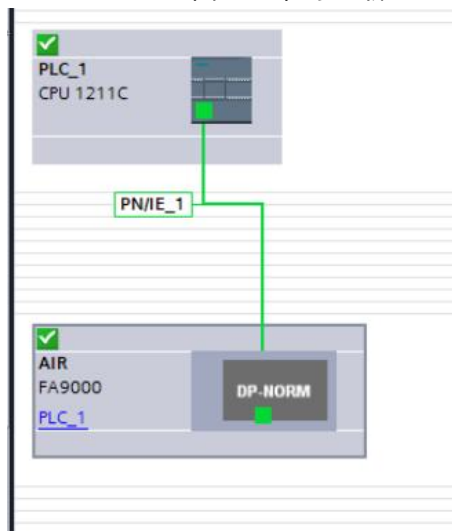 PLC_1
CPU 1211C
PN/IE_1
AIR
FA9000
DP-NORM
PLC_1